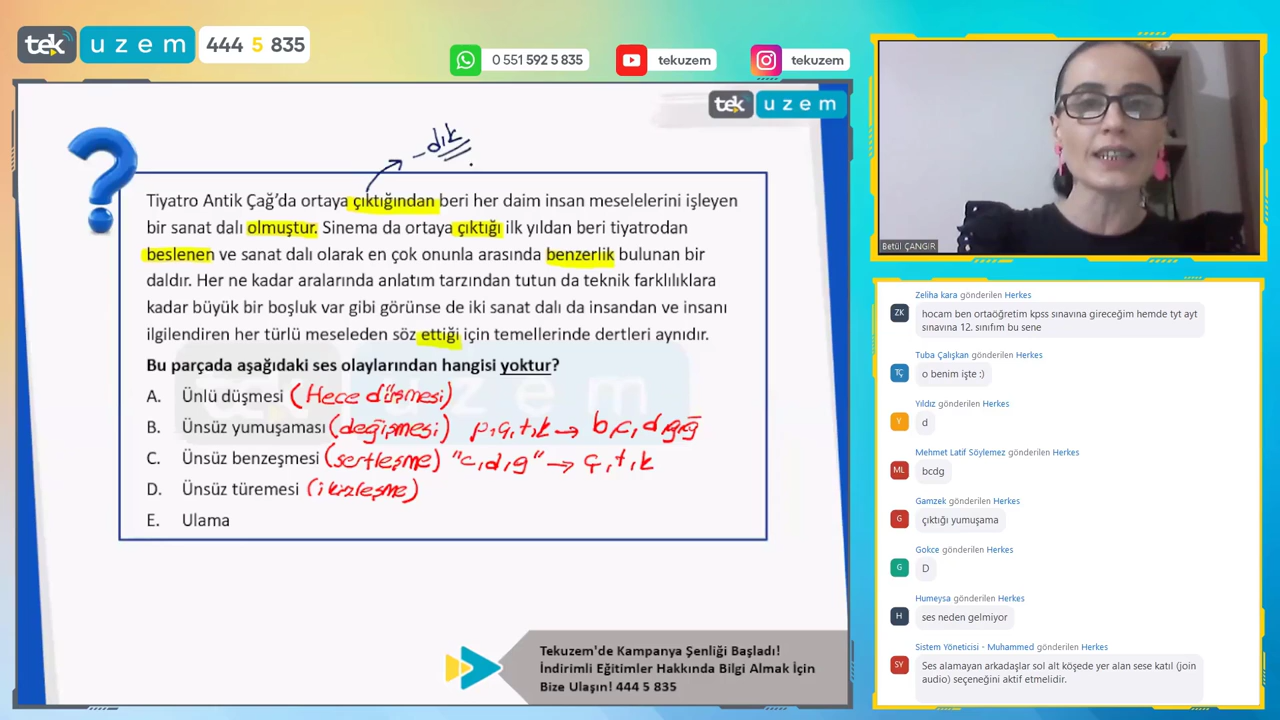 tek uzem 444 5 835
0 551 592 5 835
tekuzem
tekuzem
tek uzem
-dık
Tiyatro Antik Çağ'da ortaya çıktığından beri her daim insan meselelerini işleyen
bir sanat dalı olmuştur. Sinema da ortaya çıktığı ilk yıldan beri tiyatrodan
beslenen ve sanat dalı olarak en çok onunla arasında benzerlik bulunan bir
daldır. Her ne kadar aralarında anlatım tarzından tutun da teknik farklılıklara
kadar büyük bir boşluk var gibi görünse de iki sanat dalı da insandan ve insanı
ilgilendiren her türlü meseleden söz ettiği için temellerinde dertleri aynıdır.
Bu parçada aşağıdaki ses olaylarından hangisi yoktur?
A. Ünlü düşmesi (Hece düşmesi)
B. Ünsüz yumuşaması (değişmesi) p,ç,t,k → b,c,d,g,ğ
C. Ünsüz benzeşmesi (sertleşme) "c,d,g" → ç,t,k
D. Ünsüz türemesi (ikizleşme)
E. Ulama
tek uzem
Tekuzem'de Kampanya Şenliği Başladı!
İndirimli Eğitimler Hakkında Bilgi Almak İçin
Bize Ulaşın! 444 5 835
Betül ÇANGIR
Zeliha kara gönderilen Herkes
ZK
hocam ben ortaöğretim kpss sınavına gireceğim hemde tyt ayt
sınavına 12. sınıfım bu sene
Tuba Çalışkan gönderilen Herkes
TÇ
o benim işte :)
Yıldız gönderilen Herkes
Y
d
Mehmet Latif Söylemez gönderilen Herkes
ML
bcdg
Gamzek gönderilen Herkes
G
çıktığı yumuşama
Gokce gönderilen Herkes
G
D
Humeysa gönderilen Herkes
H
ses neden gelmiyor
Sistem Yöneticisi - Muhammed gönderilen Herkes
SY
Ses alamayan arkadaşlar sol alt köşede yer alan sese katıl (join
audio) seçeneğini aktif etmelidir.